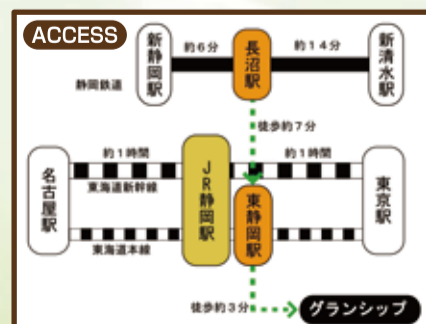 ACCESS
新静岡駅
約6分
長沼駅
約14分
新清水駅
静岡鉄道
徒歩約7分
名古屋駅
約1時間
東海道新幹線
JR静岡駅
約1時間
東静岡駅
東京駅
東海道本線
徒歩約3分
グランシップ